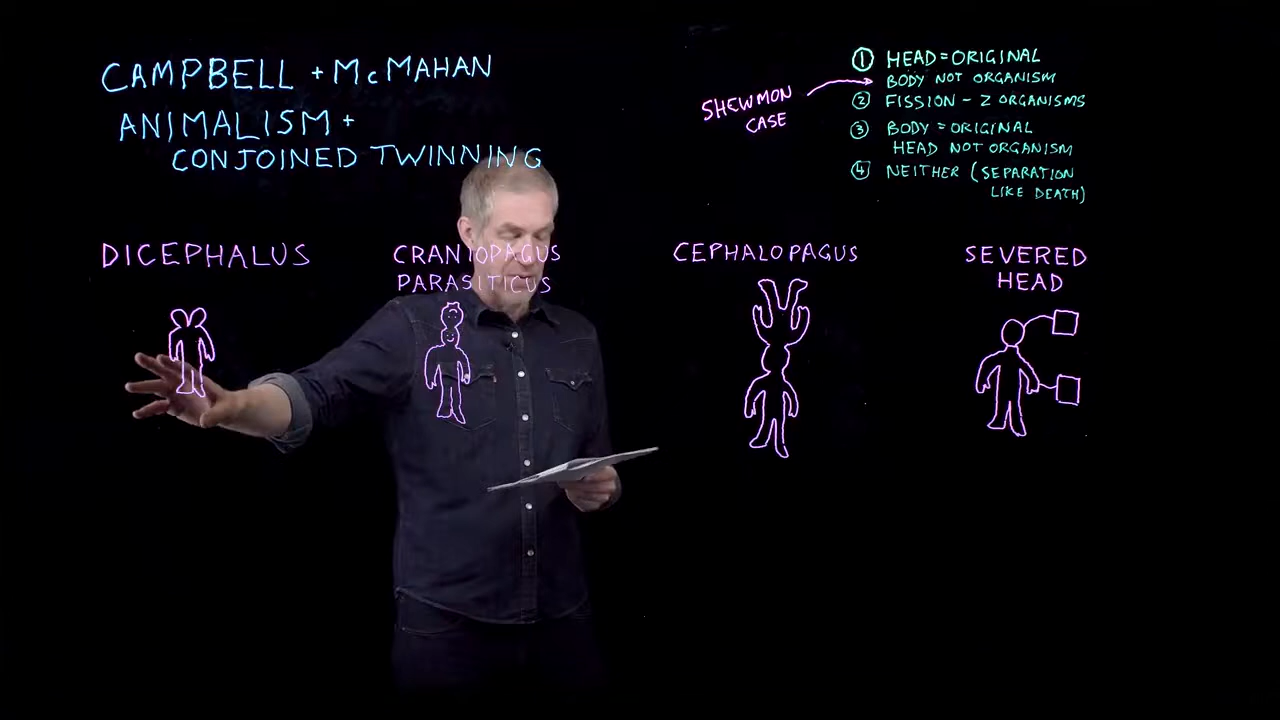 CAMPBELL + McMAHAN
ANIMALISM +
CONJOINED TWINNING
SHEWMON
CASE
① HEAD = ORIGINAL
BODY NOT ORGANISM
② FISSION - 2 ORGANISMS
③ BODY = ORIGINAL
HEAD NOT ORGANISM
④ NEITHER (SEPARATION
LIKE DEATH)
DICEPHALUS
CRANIOPAGUS
PARASITICUS
CEPHALOPAGUS
SEVERED
HEAD